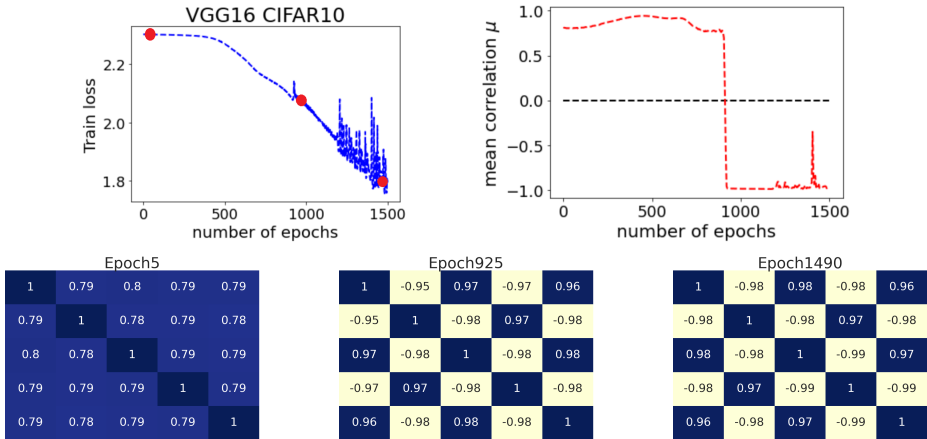 VGG16 CIFAR10
Train loss
2.2
2.0
1.8
0
500
1000
1500
number of epochs
mean correlation μ
1.0
0.5
0.0
−0.5
−1.0
0
500
1000
1500
number of epochs
Epoch5
1 0.79 0.8 0.79 0.79
0.79 1 0.78 0.79 0.78
0.8 0.78 1 0.79 0.79
0.79 0.79 0.79 1 0.79
0.79 0.78 0.79 0.79 1
Epoch925
1 -0.95 0.97 -0.97 0.96
-0.95 1 -0.98 0.97 -0.98
0.97 -0.98 1 -0.98 0.98
-0.97 0.97 -0.98 1 -0.98
0.96 -0.98 0.98 -0.98 1
Epoch1490
1 -0.98 0.98 -0.98 0.96
-0.98 1 -0.98 0.97 -0.98
0.98 -0.98 1 -0.99 0.97
-0.98 0.97 -0.99 1 -0.99
0.96 -0.98 0.97 -0.99 1